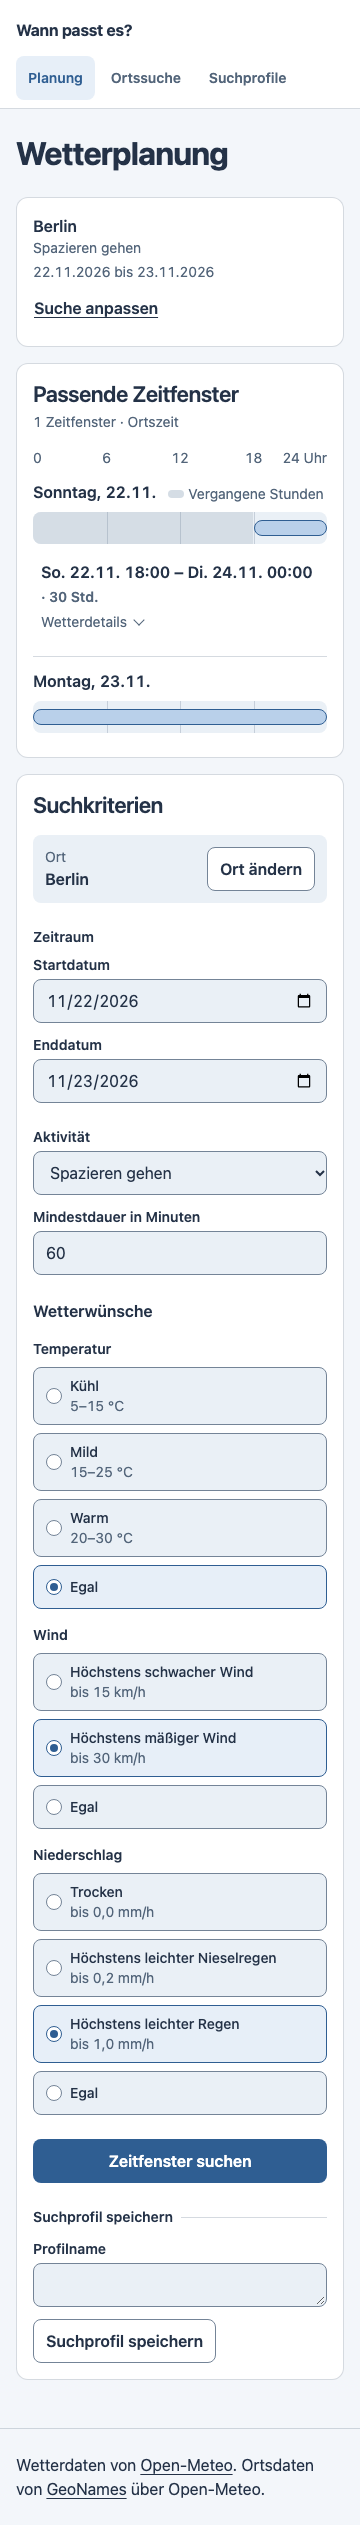 Wann passt es?
Planung Ortssuche Suchprofile
Wetterplanung
Berlin
Spazieren gehen
22.11.2026 bis 23.11.2026
Suche anpassen
Passende Zeitfenster
1 Zeitfenster · Ortszeit
0 6 12 18 24 Uhr
Sonntag, 22.11. Vergangene Stunden
So. 22.11. 18:00 – Di. 24.11. 00:00
· 30 Std.
Wetterdetails
Montag, 23.11.
Suchkriterien
Ort
Berlin
Ort ändern
Zeitraum
Startdatum
11/22/2026
Enddatum
11/23/2026
Aktivität
Spazieren gehen
Mindestdauer in Minuten
60
Wetterwünsche
Temperatur
Kühl
5–15 °C
Mild
15–25 °C
Warm
20–30 °C
Egal
Wind
Höchstens schwacher Wind
bis 15 km/h
Höchstens mäßiger Wind
bis 30 km/h
Egal
Niederschlag
Trocken
bis 0,0 mm/h
Höchstens leichter Nieselregen
bis 0,2 mm/h
Höchstens leichter Regen
bis 1,0 mm/h
Egal
Zeitfenster suchen
Suchprofil speichern
Profilname
Suchprofil speichern
Wetterdaten von Open-Meteo. Ortsdaten
von GeoNames über Open-Meteo.